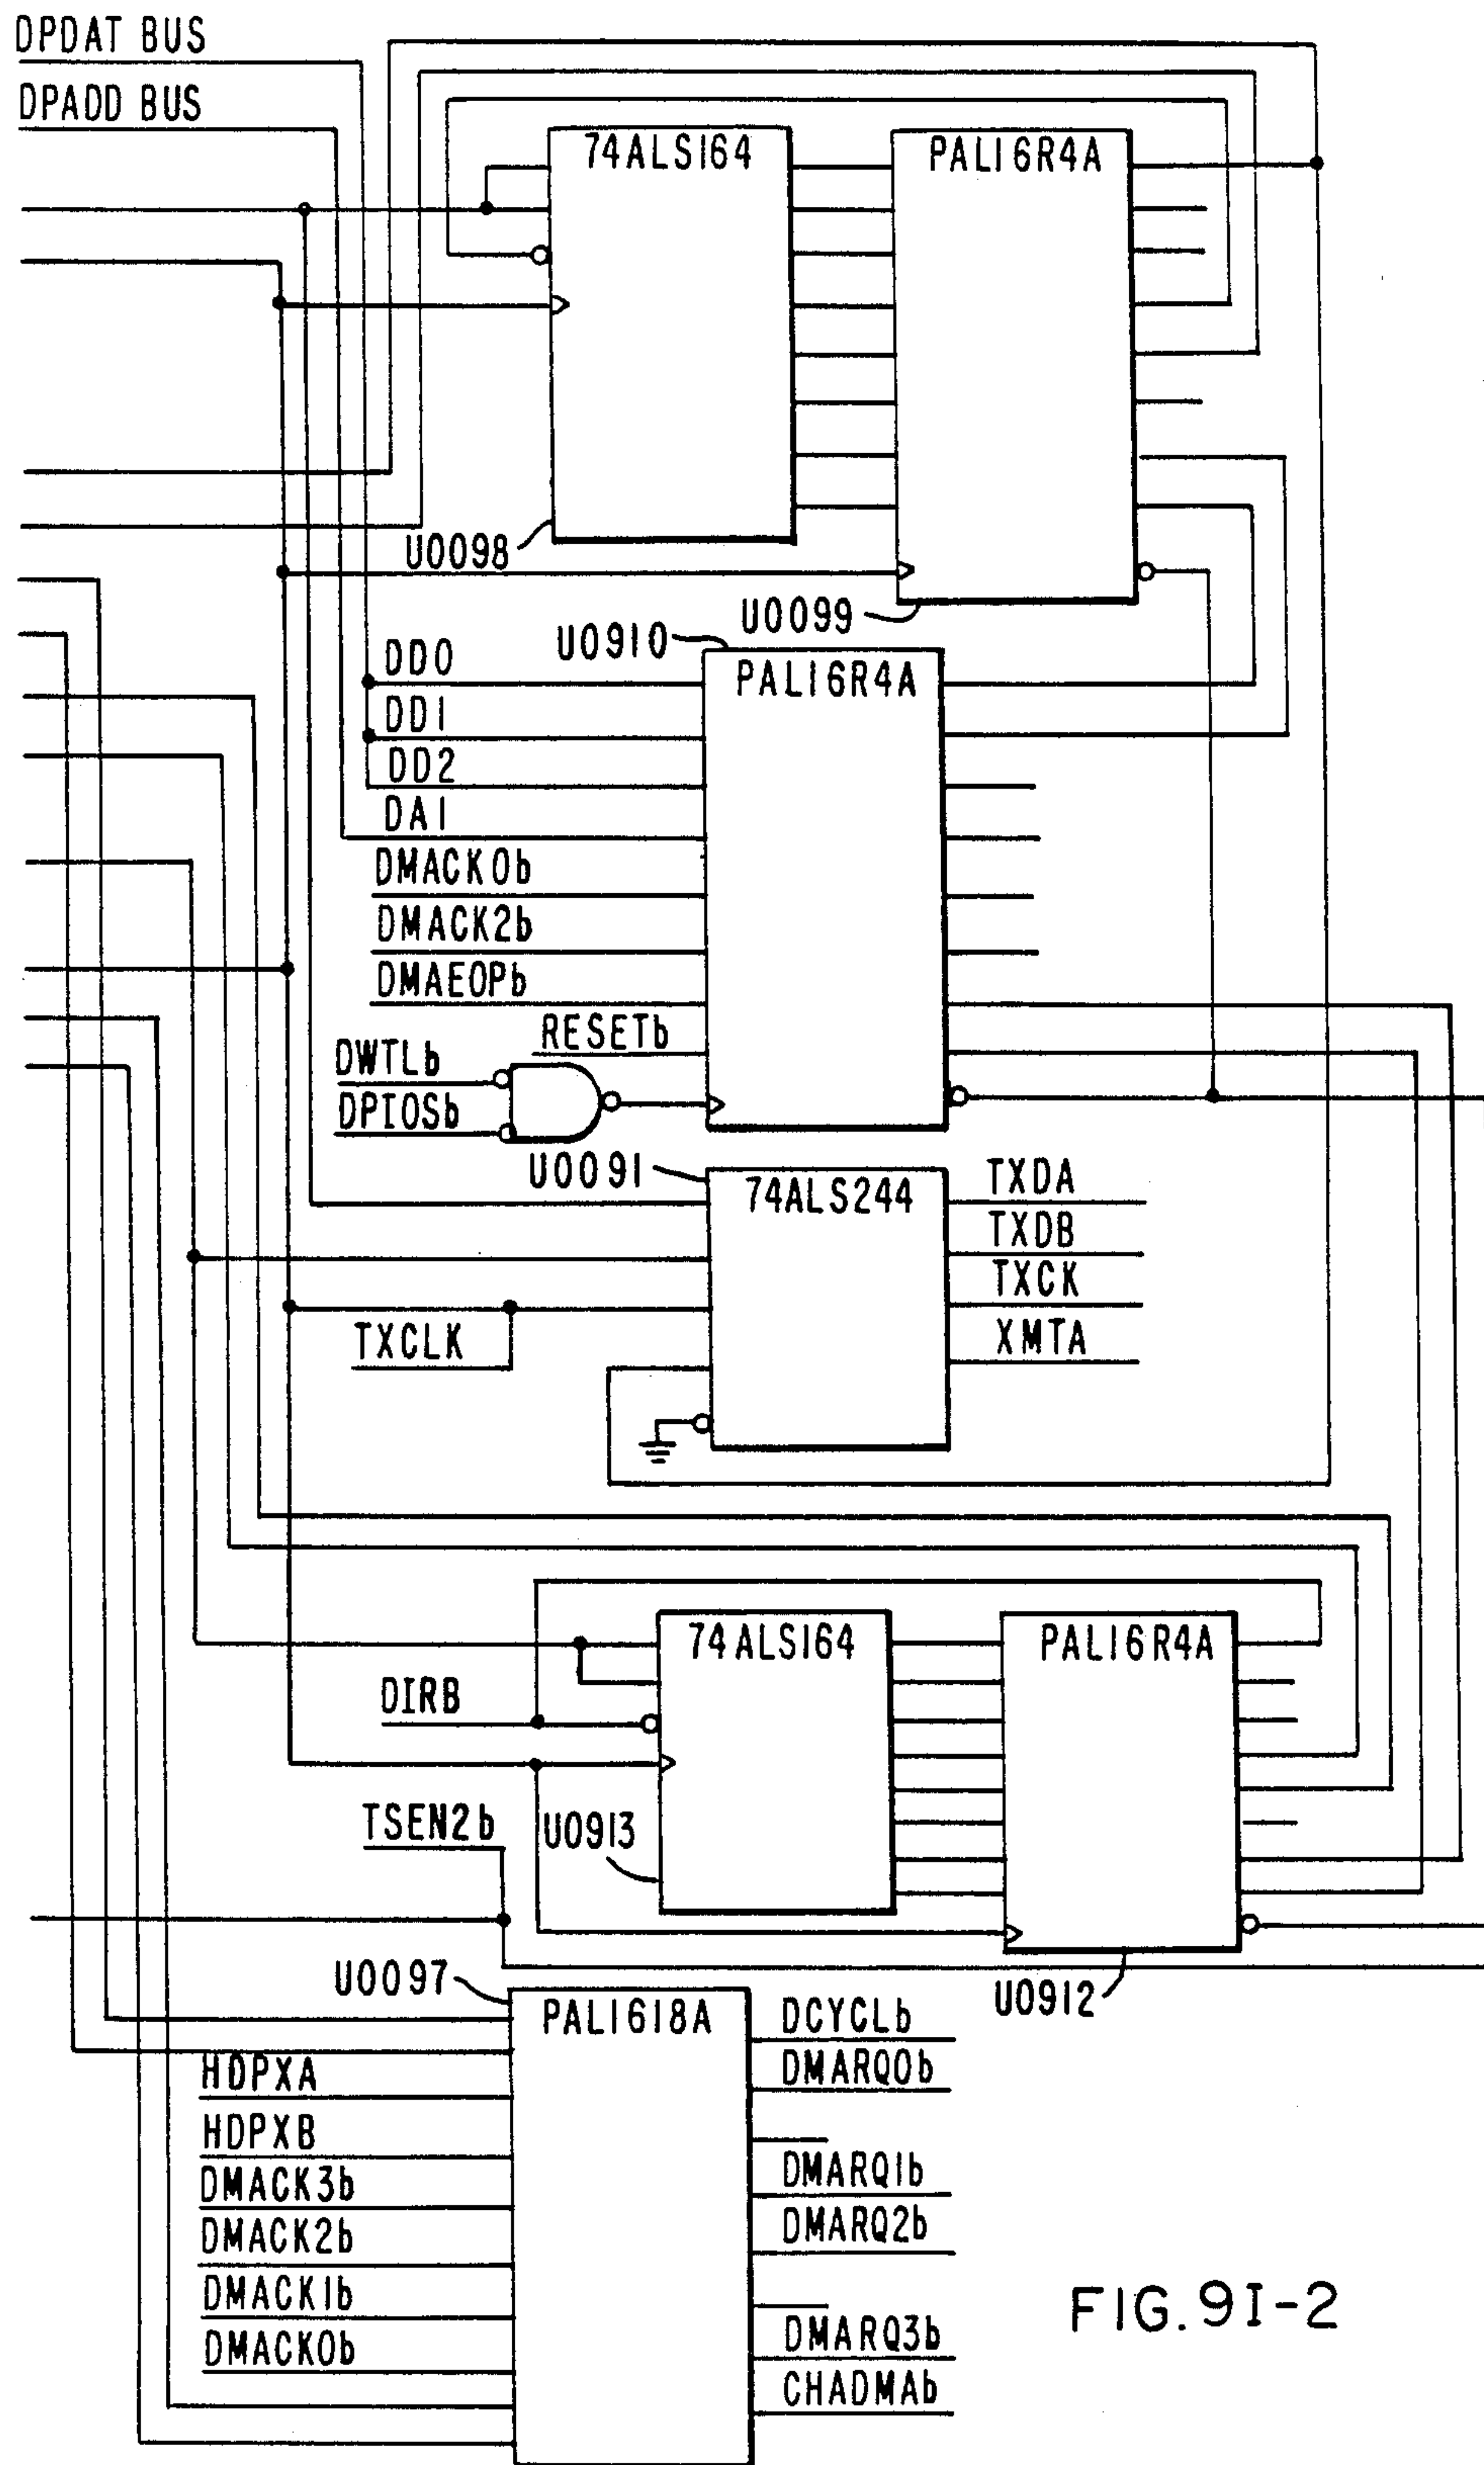 DPDAT BUS
DPADD BUS
74ALS164
PAL16R4A
U0098
U0099
U0910
PAL16R4A
DD0
DD1
DD2
DA1
DMACK0b
DMACK2b
DMAEOPb
RESETb
DWTLb
DPIOSb
U0091
74ALS244
TXDA
TXDB
TXCK
XMTA
TXCLK
74ALS164
PAL16R4A
DIRB
TSEN2b
U0913
U0912
U0097
PAL1618A
DCYCLb
DMARQ0b
HDPXA
HDPXB
DMACK3b
DMARQ1b
DMACK2b
DMARQ2b
DMACK1b
DMACK0b
DMARQ3b
CHADMAb
FIG. 9I-2